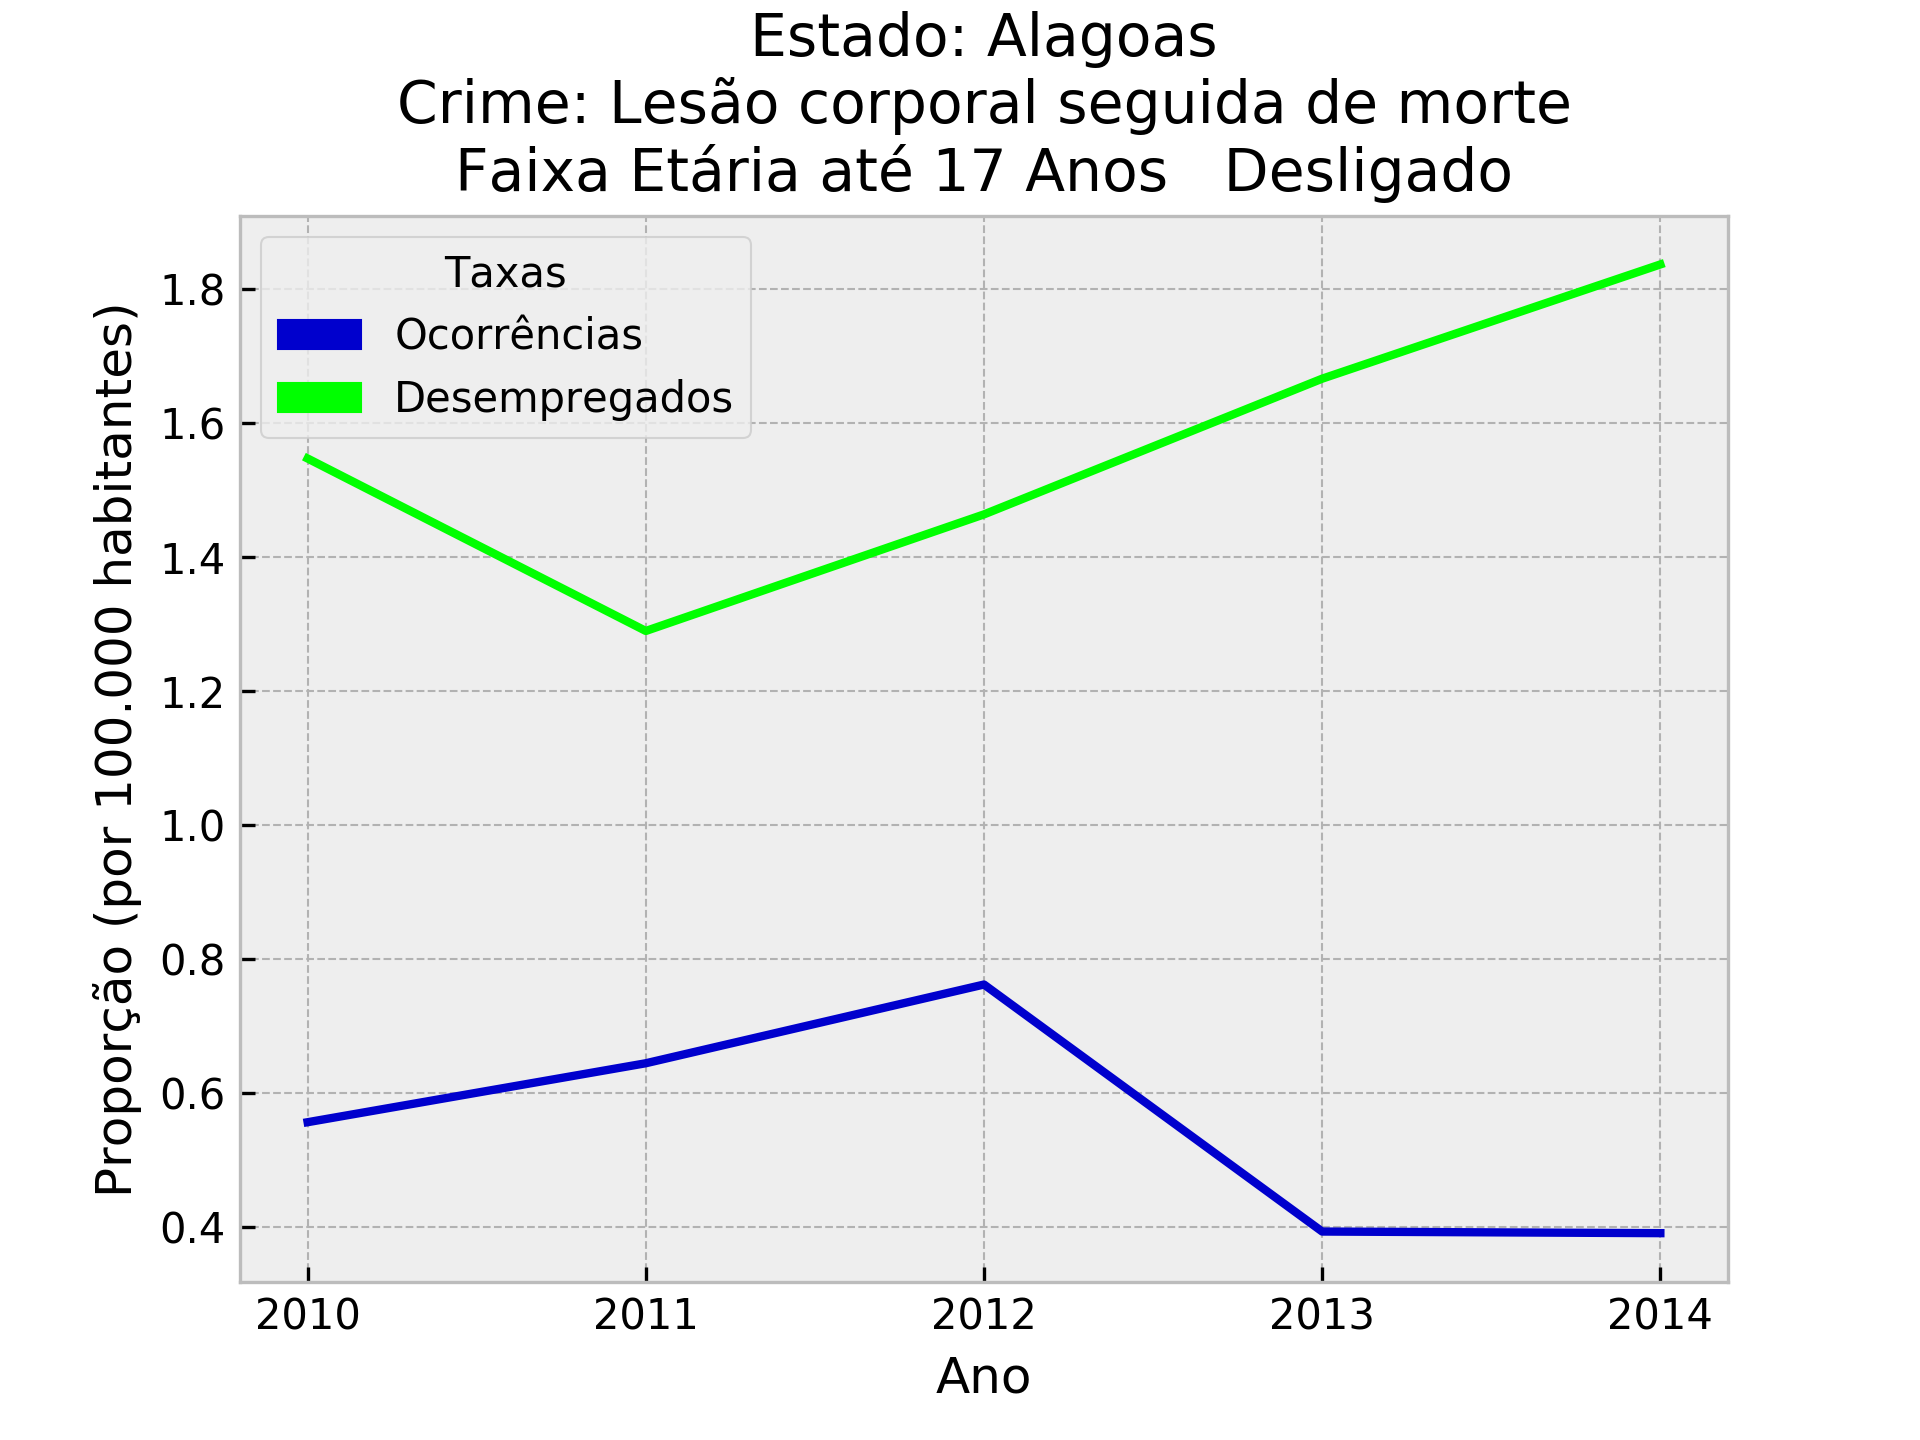 Estado: Alagoas
Crime: Lesão corporal seguida de morte
Faixa Etária até 17 Anos   Desligado
Taxas
Ocorrências
Desempregados
Proporção (por 100.000 habitantes)
1.8
1.6
1.4
1.2
1.0
0.8
0.6
0.4
2010 2011 2012 2013 2014
Ano